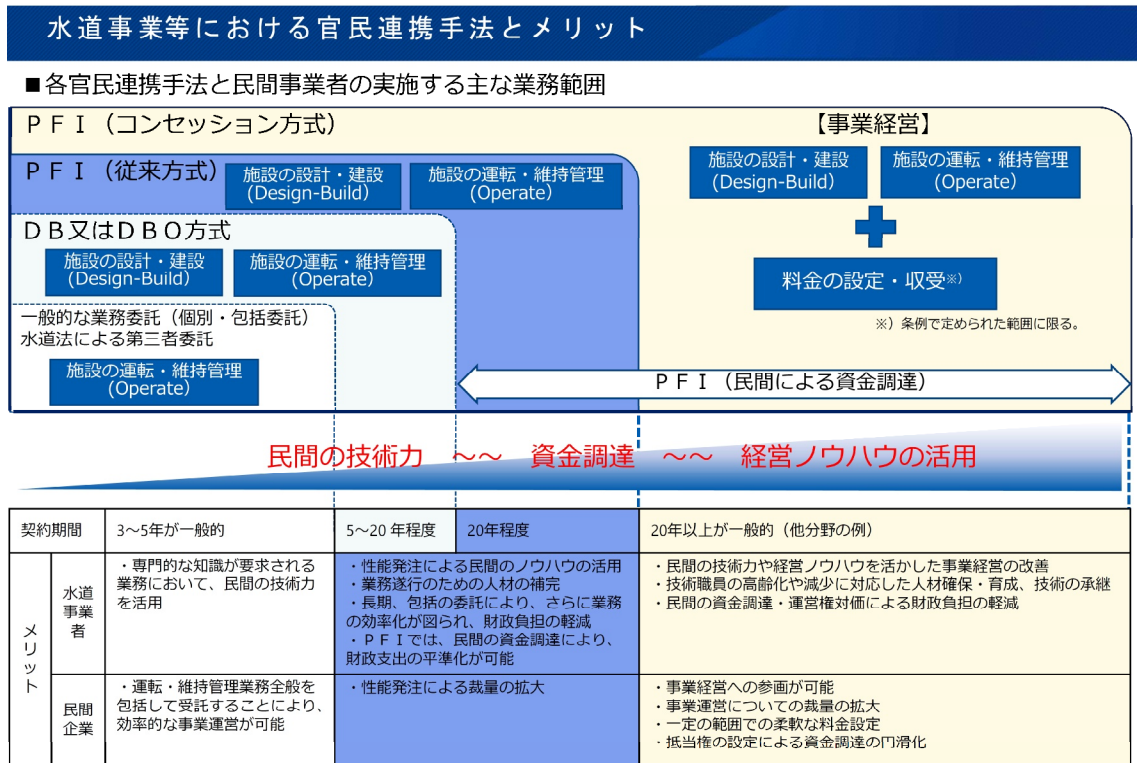 水道事業等における官民連携手法とメリット
■各官民連携手法と民間事業者の実施する主な業務範囲
ＰＦＩ（コンセッション方式）
【事業経営】
施設の設計・建設
(Design-Build)
施設の運転・維持管理
(Operate)
料金の設定・収受※）
※）条例で定められた範囲に限る。
ＰＦＩ（従来方式）
施設の設計・建設
(Design-Build)
施設の運転・維持管理
(Operate)
ＤＢ又はＤＢＯ方式
施設の設計・建設
(Design-Build)
施設の運転・維持管理
(Operate)
一般的な業務委託（個別・包括委託）
水道法による第三者委託
施設の運転・維持管理
(Operate)
ＰＦＩ（民間による資金調達）
民間の技術力　～～　資金調達　～～　経営ノウハウの活用
契約期間
3～5年が一般的
5～20 年程度
20年程度
20年以上が一般的（他分野の例）
メリット
水道
事業
者
・専門的な知識が要求される
業務において、民間の技術力
を活用
・性能発注による民間のノウハウの活用
・業務遂行のための人材の補完
・長期、包括の委託により、さらに業務
の効率化が図られ、財政負担の軽減
・ＰＦＩでは、民間の資金調達により、
財政支出の平準化が可能
・民間の技術力や経営ノウハウを活かした事業経営の改善
・技術職員の高齢化や減少に対応した人材確保・育成、技術の承継
・民間の資金調達・運営権対価による財政負担の軽減
民間
企業
・運転・維持管理業務全般を
包括して受託することにより、
効率的な事業運営が可能
・性能発注による裁量の拡大
・事業経営への参画が可能
・事業運営についての裁量の拡大
・一定の範囲での柔軟な料金設定
・抵当権の設定による資金調達の円滑化